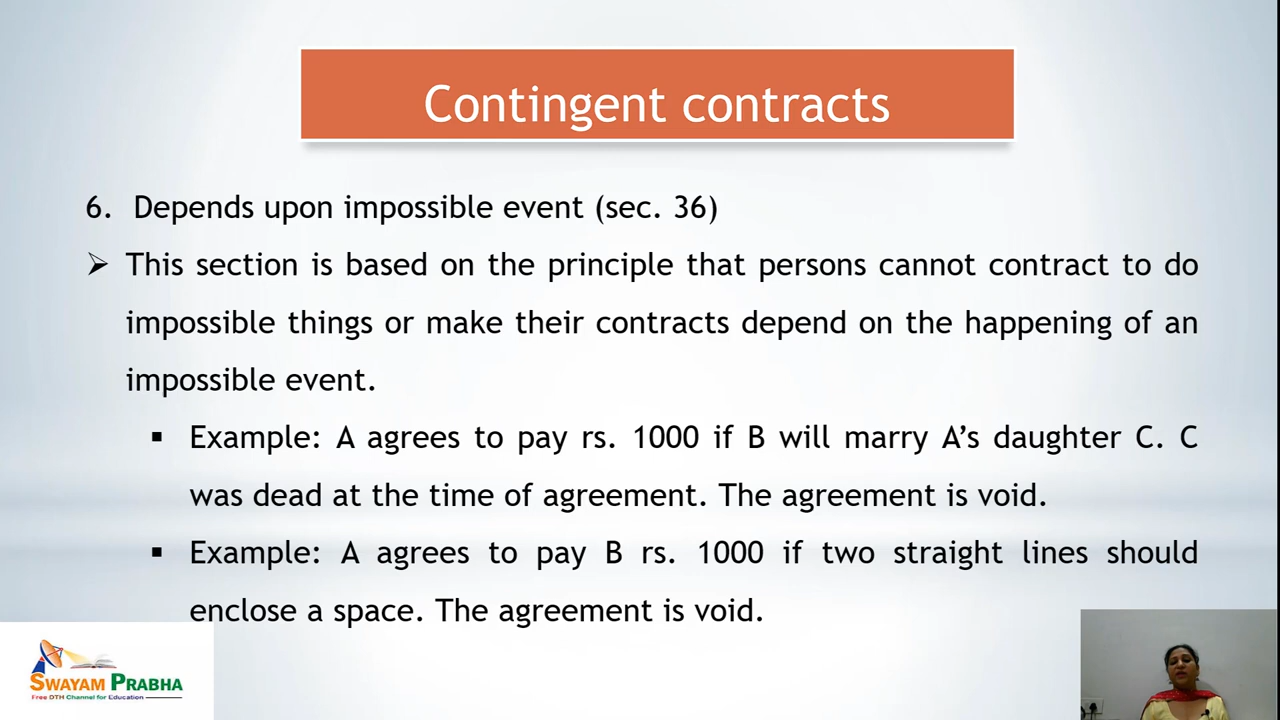 Contingent contracts
6. Depends upon impossible event (sec. 36)
➤ This section is based on the principle that persons cannot contract to do
impossible things or make their contracts depend on the happening of an
impossible event.
▪ Example: A agrees to pay rs. 1000 if B will marry A’s daughter C. C
was dead at the time of agreement. The agreement is void.
▪ Example: A agrees to pay B rs. 1000 if two straight lines should
enclose a space. The agreement is void.
SWAYAM PRABHA
Free DTH Channel for Education